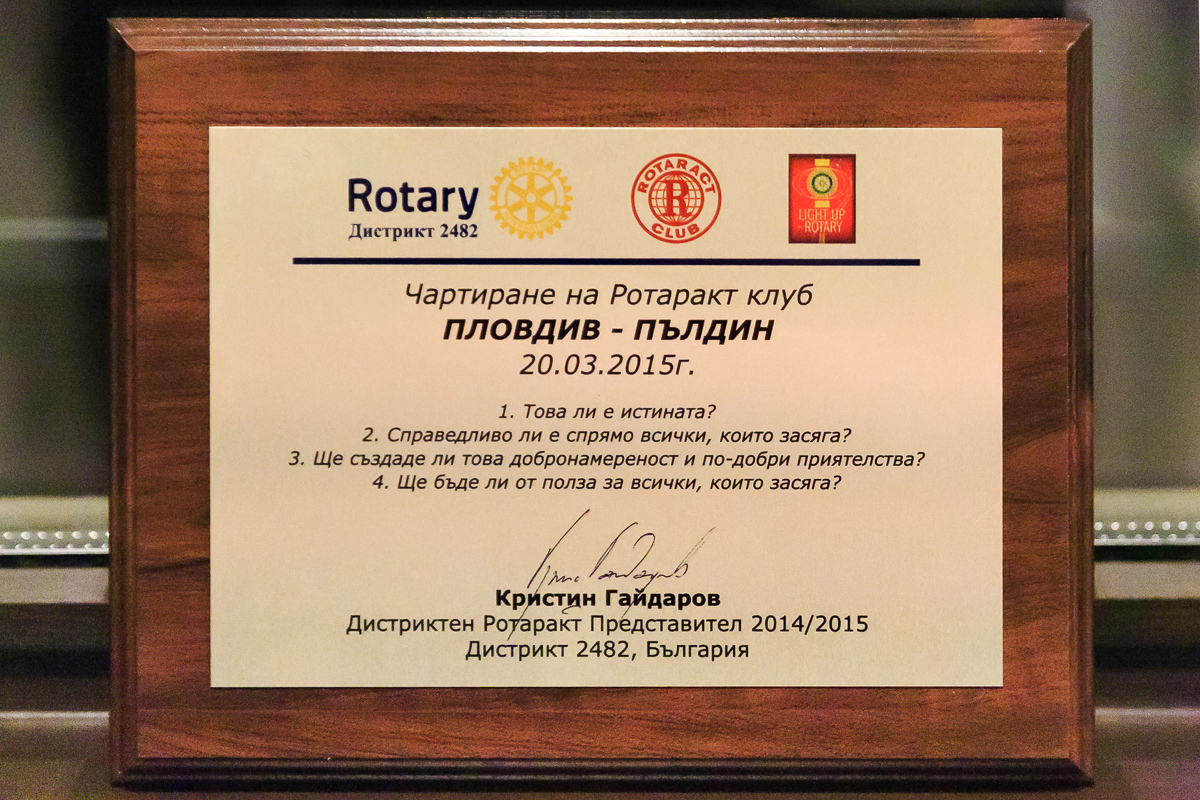 Rotary
Дистрикт 2482
ROTARACT
R
CLUB
LIGHT UP
ROTARY
Чартиране на Ротаракт клуб
ПЛОВДИВ - ПЪЛДИН
20.03.2015г.
1. Това ли е истината?
2. Справедливо ли е спрямо всички, които засяга?
3. Ще създаде ли това добронамереност и по-добри приятелства?
4. Ще бъде ли от полза за всички, които засяга?
Кристин Гайдаров
Дистриктен Ротаракт Представител 2014/2015
Дистрикт 2482, България